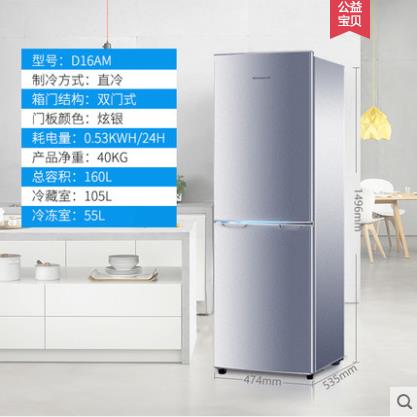 公益
宝贝
型号：D16AM
制冷方式：直冷
箱门结构：双门式
门板颜色：炫银
耗电量：0.53KWH/24H
产品净重：40KG
总容积：160L
冷藏室：105L
冷冻室：55L
1496mm
474mm
535mm